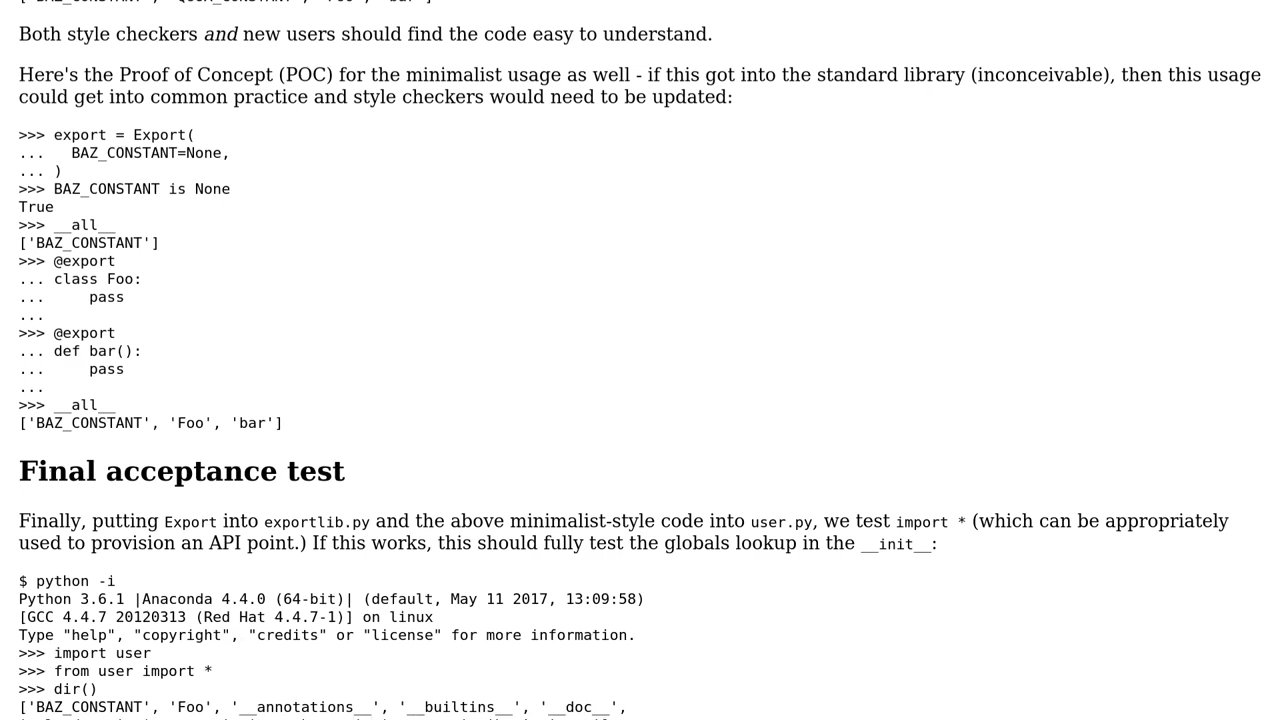 Both style checkers and new users should find the code easy to understand.
Here's the Proof of Concept (POC) for the minimalist usage as well - if this got into the standard library (inconceivable), then this usage
could get into common practice and style checkers would need to be updated:
>>> export = Export(
...   BAZ_CONSTANT=None,
... )
>>> BAZ_CONSTANT is None
True
>>> __all__
['BAZ_CONSTANT']
>>> @export
... class Foo:
...     pass
...
>>> @export
... def bar():
...     pass
...
>>> __all__
['BAZ_CONSTANT', 'Foo', 'bar']
Final acceptance test
Finally, putting Export into exportlib.py and the above minimalist-style code into user.py, we test import * (which can be appropriately
used to provision an API point.) If this works, this should fully test the globals lookup in the __init__:
$ python -i
Python 3.6.1 |Anaconda 4.4.0 (64-bit)| (default, May 11 2017, 13:09:58)
[GCC 4.4.7 20120313 (Red Hat 4.4.7-1)] on linux
Type "help", "copyright", "credits" or "license" for more information.
>>> import user
>>> from user import *
>>> dir()
['BAZ_CONSTANT', 'Foo', '__annotations__', '__builtins__', '__doc__',